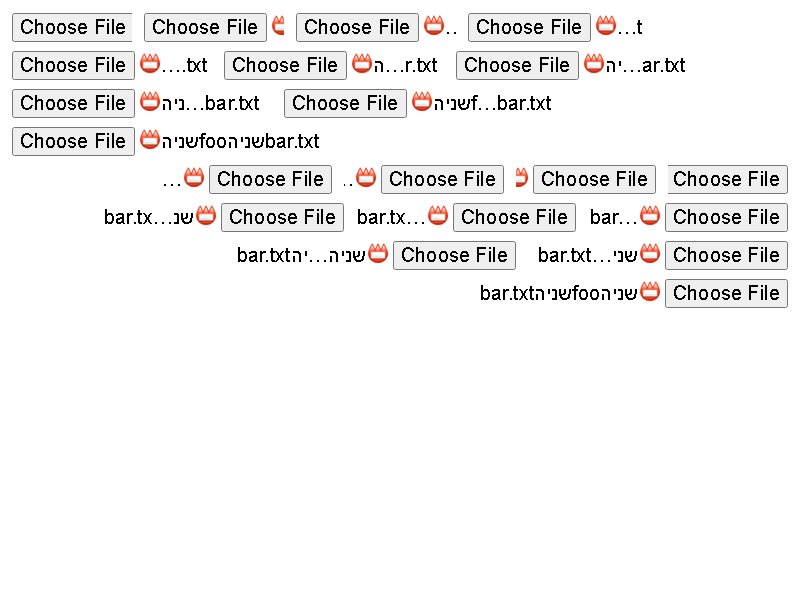 Choose File Choose File Choose File 📛.. Choose File 📛…t
Choose File 📛….txt Choose File 📛ה…r.txt Choose File 📛יה…ar.txt
Choose File 📛ניה…bar.txt Choose File 📛שניהf…bar.txt
Choose File 📛שניהfooשניהbar.txt
…📛 Choose File ..📛 Choose File Choose File Choose File
bar.tx…שנ📛 Choose File bar.tx…📛 Choose File bar…📛 Choose File
bar.txtיה…שניה📛 Choose File bar.txt…שני📛 Choose File
bar.txtשניהfooשניה📛 Choose File